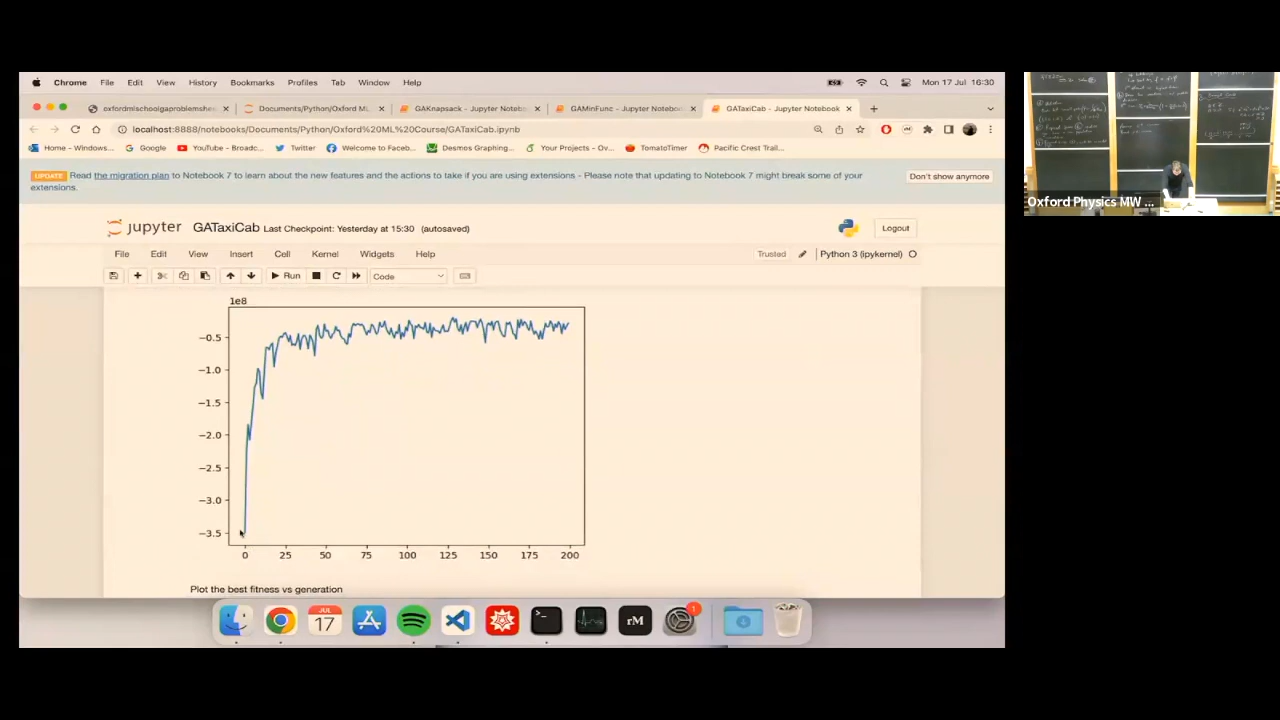 Chrome File Edit View History Bookmarks Profiles Tab Window Help Mon 17 Jul 16:30
oxfordmlschoolgaproblemshe Documents/Python/Oxford ML GAKnapsack - Jupyter Noteb GAMinFunc - Jupyter Notebo GATaxiCab - Jupyter Notebook
localhost:8888/notebooks/Documents/Python/Oxford%20ML%20Course/GATaxiCab.ipynb
Home - Windows... Google YouTube - Broadc... Twitter Welcome to Faceb... Desmos Graphing... Your Projects - Ov... TomatoTimer Pacific Crest Trail...
UPDATE Read the migration plan to Notebook 7 to learn about the new features and the actions to take if you are using extensions - Please note that updating to Notebook 7 might break some of your
extensions.
Don't show anymore
Oxford Physics MW ...
jupyter GATaxiCab Last Checkpoint: Yesterday at 15:30 (autosaved) Logout
File Edit View Insert Cell Kernel Widgets Help Trusted Python 3 (ipykernel)
Run Code
1e8
−0.5
−1.0
−1.5
−2.0
−2.5
−3.0
−3.5
0 25 50 75 100 125 150 175 200
Plot the best fitness vs generation
JUL
17
rM
1